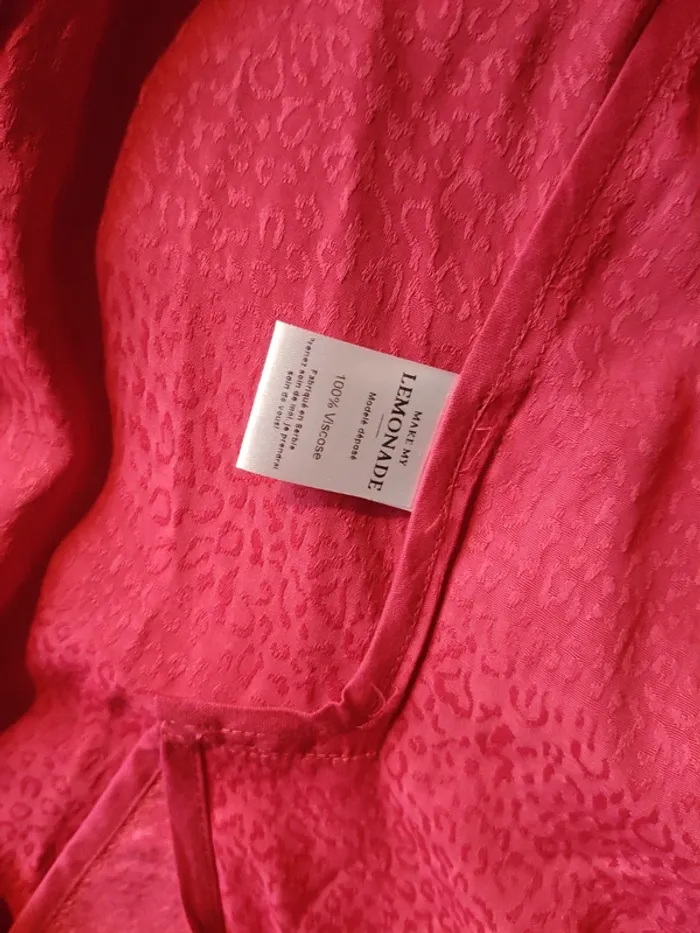 MAKE MY
LEMONADE
Modèle déposé
100% Viscose
Fabriqué en Serbie
Prenez soin de moi, je prendrai
soin de vous!